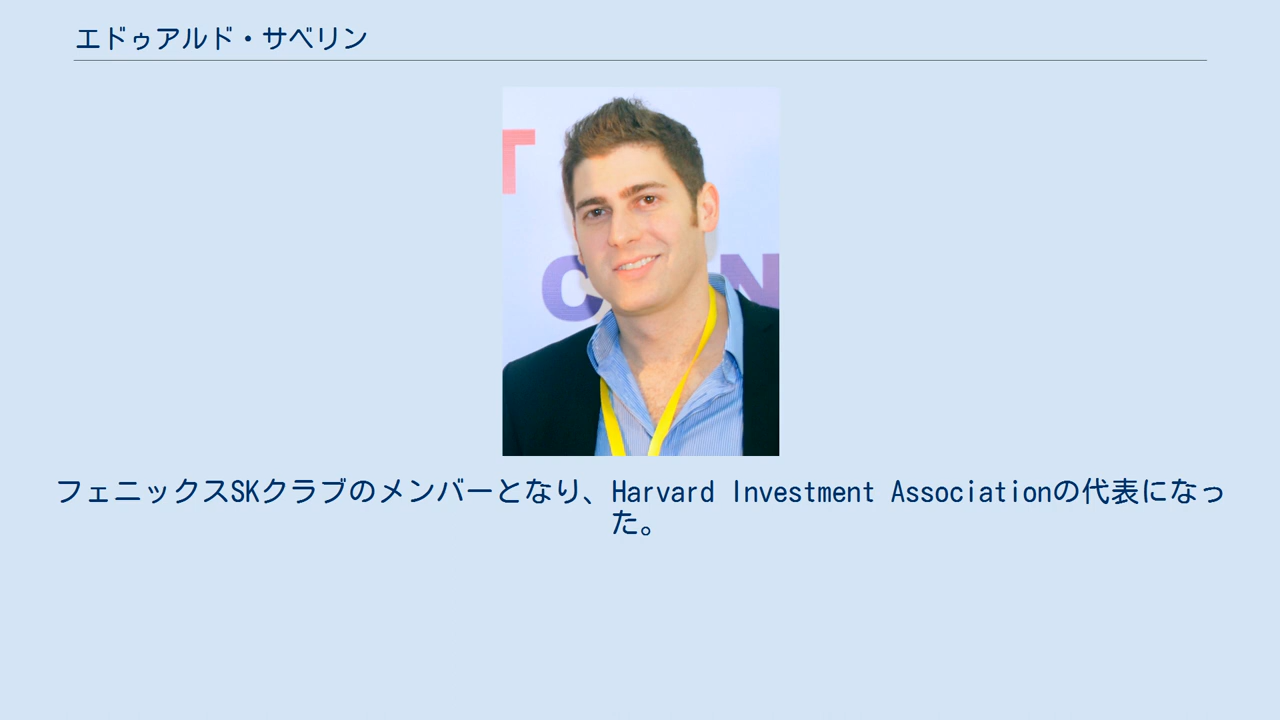 エドゥアルド・サベリン
T
C N
フェニックスSKクラブのメンバーとなり、Harvard Investment Associationの代表になっ
た。